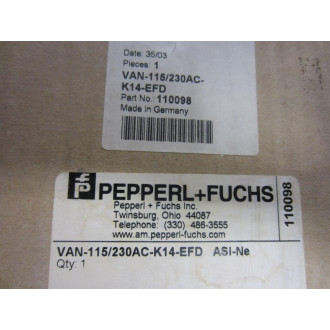 Date: 35/03
Pieces: 1
VAN-115/230AC-
K14-EFD
Part No.: 110098
Made in Germany
PEPPERL+FUCHS
Pepperl + Fuchs Inc.
Twinsburg, Ohio 44087
Telephone: (330) 486-3555
www.am.pepperl-fuchs.com
110098
VAN-115/230AC-K14-EFD ASI-Ne
Qty: 1